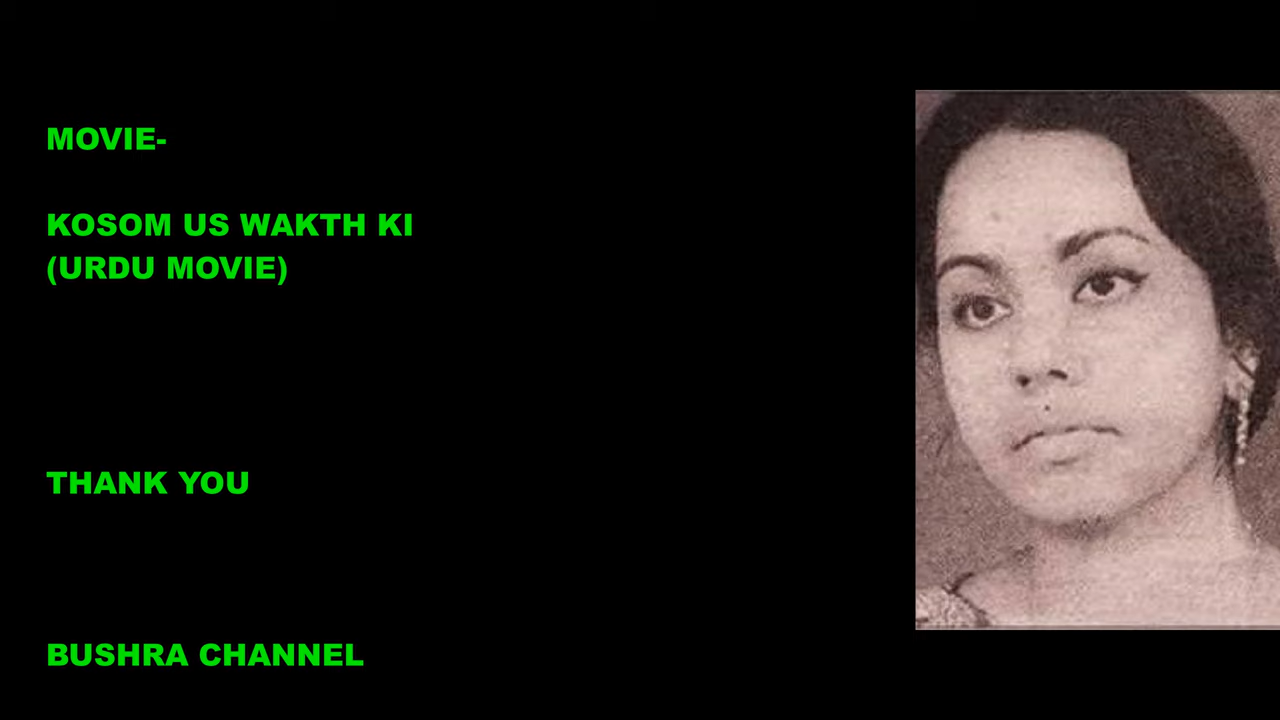 MOVIE-
KOSOM US WAKTH KI
(URDU MOVIE)
THANK YOU
BUSHRA CHANNEL